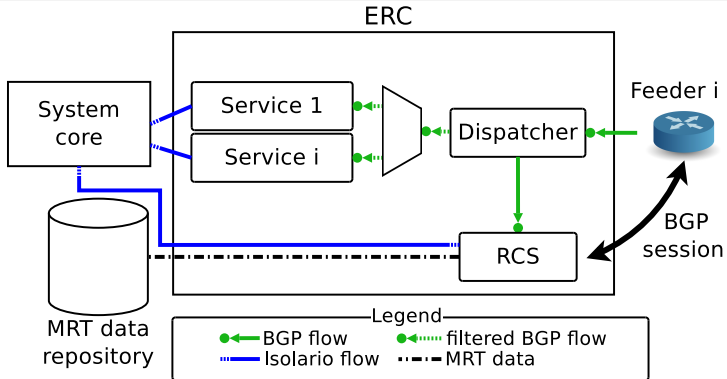 ERC
System
core
Service 1
Service i
Dispatcher
Feeder i
RCS
BGP
session
MRT data
repository
Legend
BGP flow
filtered BGP flow
Isolario flow
MRT data